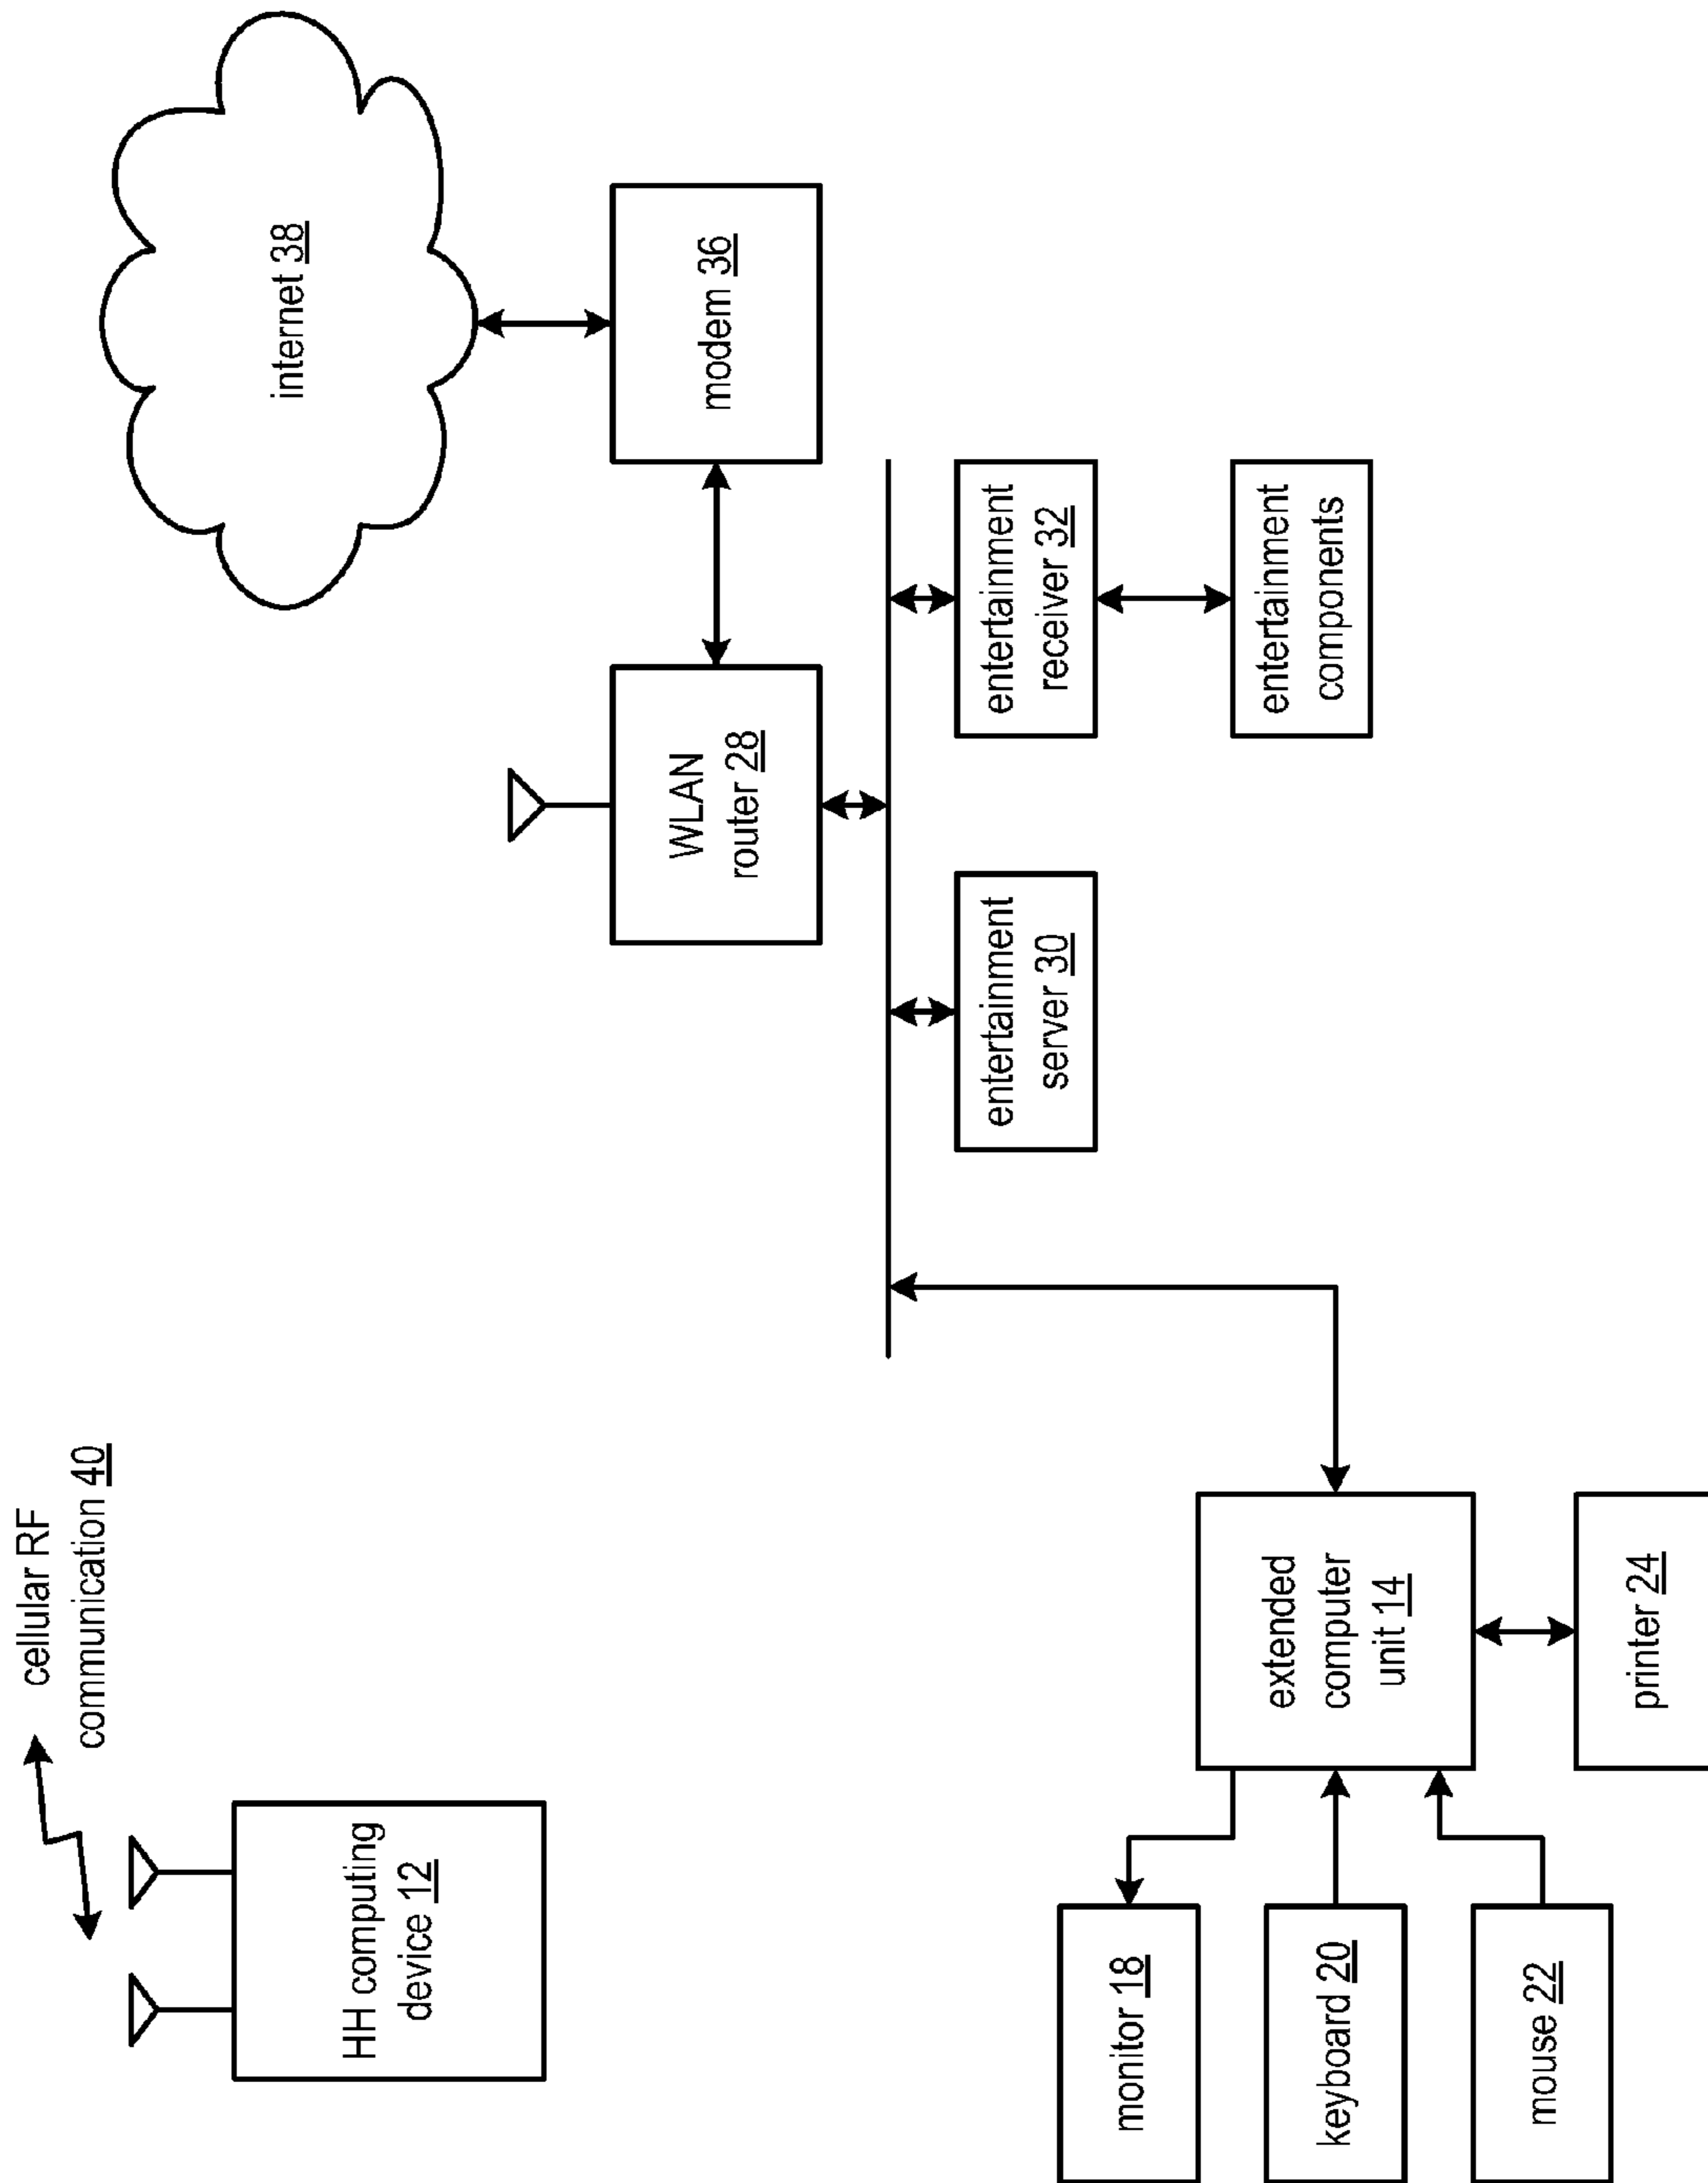 cellular RF
communication 40
HH computing
device 12
internet 38
modem 36
WLAN
router 28
entertainment
server 30
entertainment
receiver 32
entertainment
components
extended
computer
unit 14
monitor 18
keyboard 20
mouse 22
printer 24